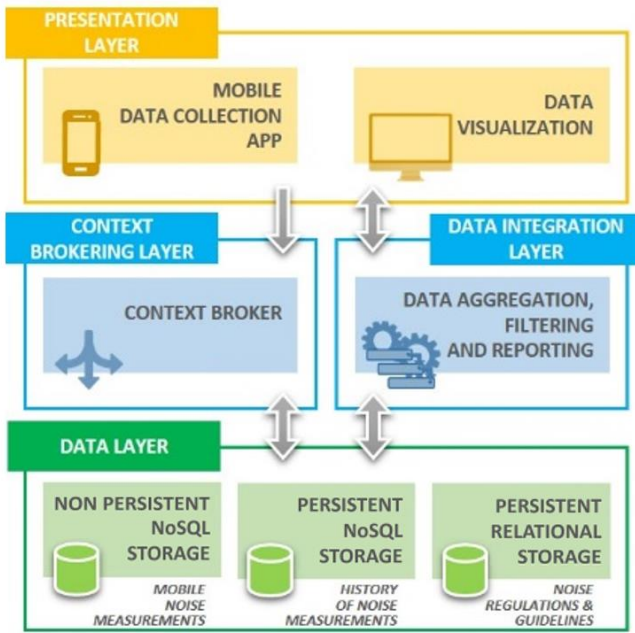 PRESENTATION
LAYER
MOBILE
DATA COLLECTION
APP
DATA
VISUALIZATION
CONTEXT
BROKERING LAYER
CONTEXT BROKER
DATA INTEGRATION
LAYER
DATA AGGREGATION,
FILTERING
AND REPORTING
DATA LAYER
NON PERSISTENT
NoSQL
STORAGE
MOBILE
NOISE
MEASUREMENTS
PERSISTENT
NoSQL
STORAGE
HISTORY
OF NOISE
MEASUREMENTS
PERSISTENT
RELATIONAL
STORAGE
NOISE
REGULATIONS &
GUIDELINES